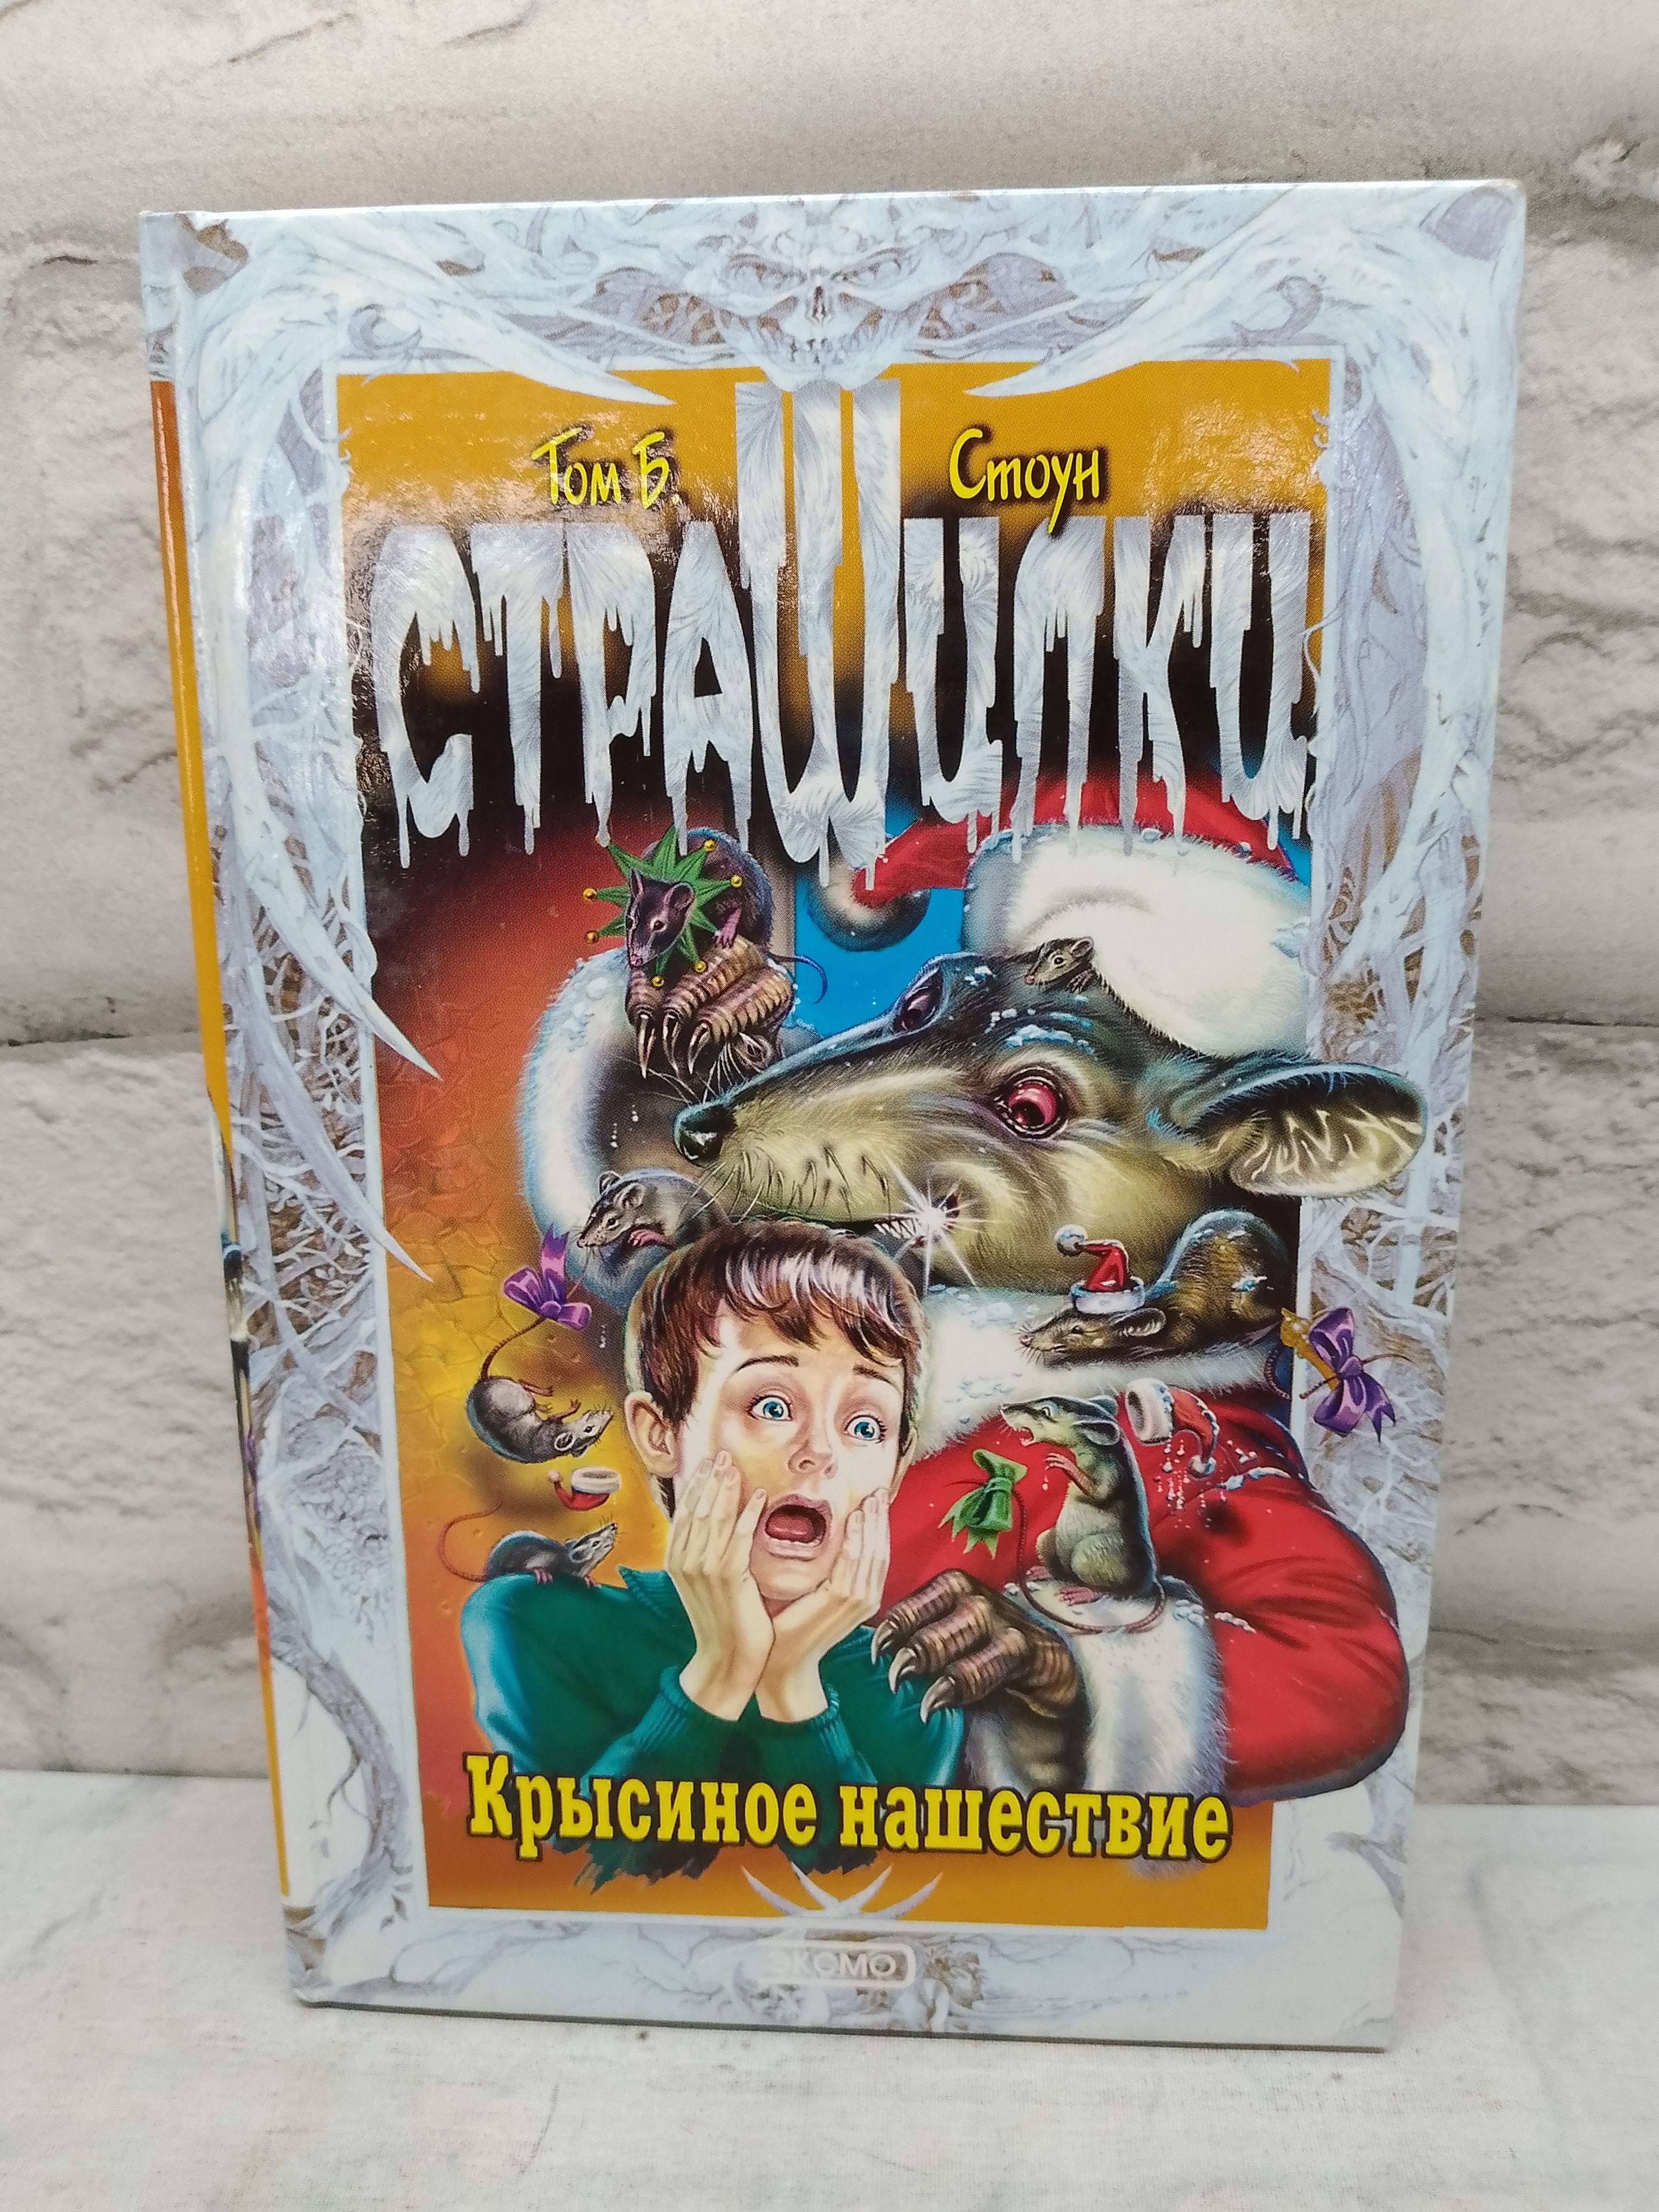 Том Б. Стоун
СТРАШИЛКИ
Крысиное нашествие
ЭКСМО